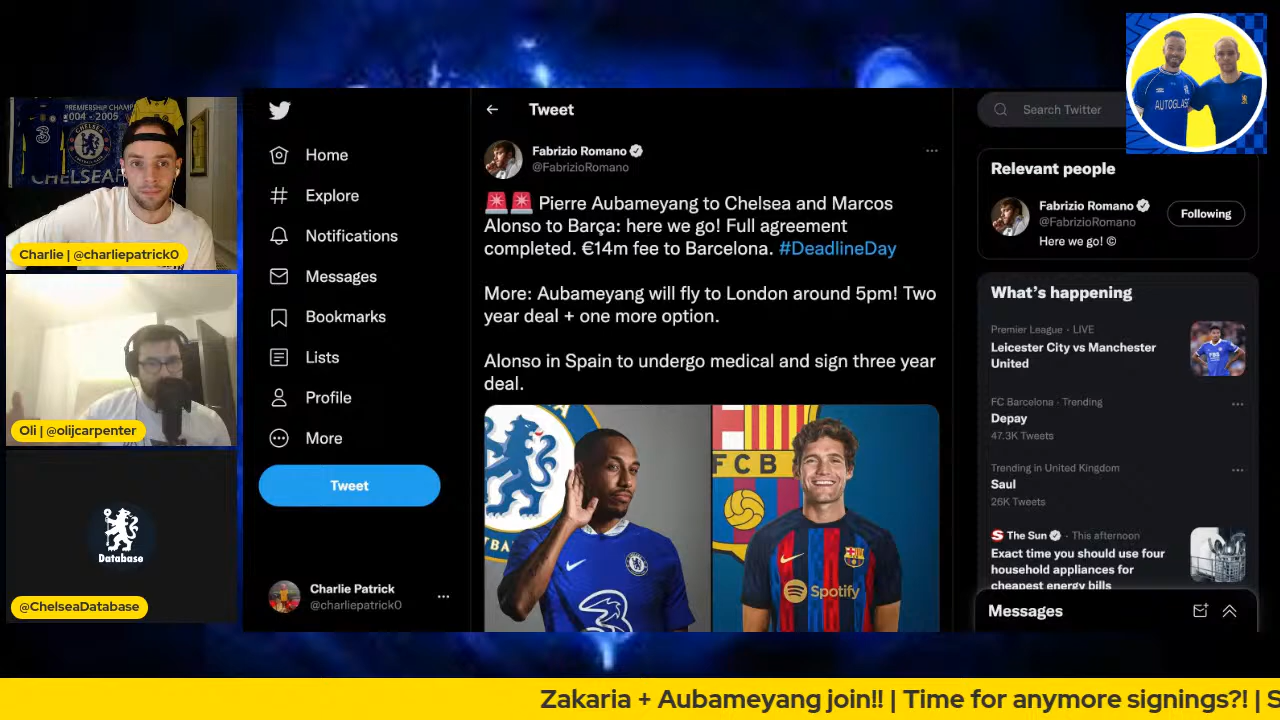 PREMIERSHIP CHAMP
2004 - 2005
CHELSEA
Charlie | @charliepatrick0
Oli | @olijcarpenter
Database
@ChelseaDatabase
Home
Explore
Notifications
Messages
Bookmarks
Lists
Profile
More
Tweet
Charlie Patrick
@charliepatrick0
Tweet
Fabrizio Romano
@FabrizioRomano
🚨🚨 Pierre Aubameyang to Chelsea and Marcos
Alonso to Barça: here we go! Full agreement
completed. €14m fee to Barcelona. #DeadlineDay
More: Aubameyang will fly to London around 5pm! Two
year deal + one more option.
Alonso in Spain to undergo medical and sign three year
deal.
FCB
Spotify
AUTOGLASS
Search Twitter
Relevant people
Fabrizio Romano
@FabrizioRomano
Following
Here we go! ©
What’s happening
Premier League · LIVE
Leicester City vs Manchester
United
FC Barcelona · Trending
Depay
47.3K Tweets
Trending in United Kingdom
Saul
26K Tweets
The Sun · This afternoon
Exact time you should use four
household appliances for
cheapest energy bills
Messages
Zakaria + Aubameyang join!! | Time for anymore signings?! | S